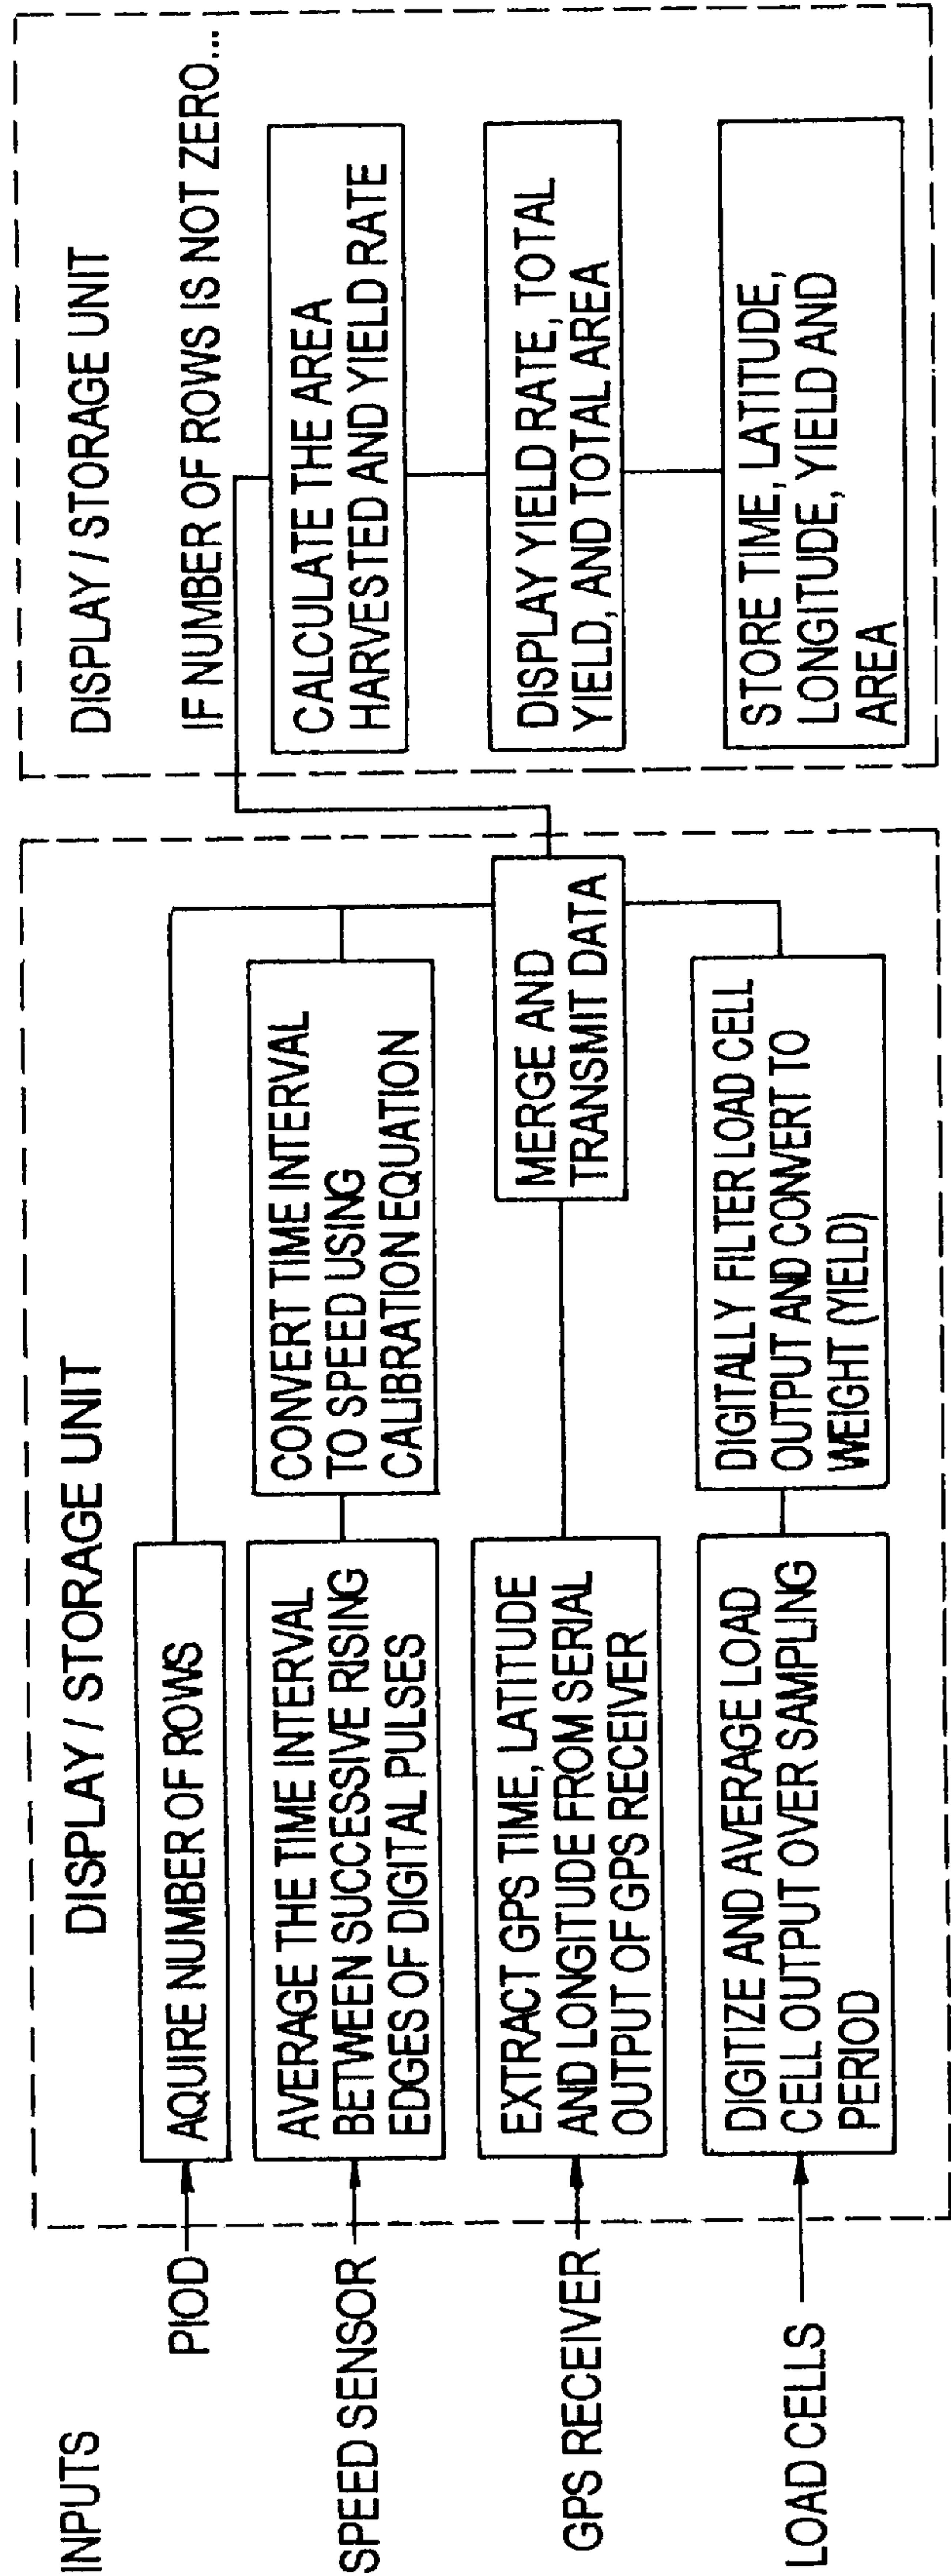 INPUTS
DISPLAY / STORAGE UNIT
PIOD
AQUIRE NUMBER OF ROWS
SPEED SENSOR
AVERAGE THE TIME INTERVAL
BETWEEN SUCCESSIVE RISING
EDGES OF DIGITAL PULSES
CONVERT TIME INTERVAL
TO SPEED USING
CALIBRATION EQUATION
GPS RECEIVER
EXTRACT GPS TIME, LATITUDE
AND LONGITUDE FROM SERIAL
OUTPUT OF GPS RECEIVER
MERGE AND
TRANSMIT DATA
LOAD CELLS
DIGITIZE AND AVERAGE LOAD
CELL OUTPUT OVER SAMPLING
PERIOD
DIGITALLY FILTER LOAD CELL
OUTPUT AND CONVERT TO
WEIGHT (YIELD)
DISPLAY / STORAGE UNIT
IF NUMBER OF ROWS IS NOT ZERO...
CALCULATE THE AREA
HARVESTED AND YIELD RATE
DISPLAY YIELD RATE, TOTAL
YIELD, AND TOTAL AREA
STORE TIME, LATITUDE,
LONGITUDE, YIELD AND
AREA